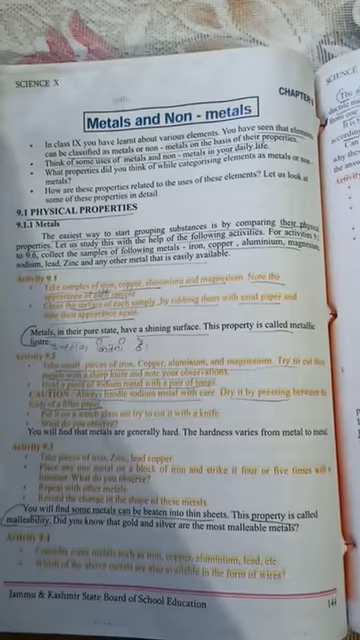 SCIENCE X
CHAPTER
Metals and Non - metals
• In class IX you have learnt about various elements. You have seen that elements
can be classified as metals or non - metals on the basis of their properties.
• Think of some uses of metals and non - metals in your daily life.
• What properties did you think of while categorising elements as metals or non
metals?
• How are these properties related to the uses of these elements? Let us look at
some of these properties in detail
9.1 PHYSICAL PROPERTIES
9.1.1 Metals
The easiest way to start grouping substances is by comparing their physical
properties. Let us study this with the help of the following activities. For activities
to 9.6, collect the samples of following metals - iron, copper , aluminium, magnesium,
sodium, lead, Zinc and any other metal that is easily available.
Activity 9.1
• Take samples of iron, copper, aluminium and magnesium. Note the
appearance of each sample
• Clean the surface of each sample by rubbing them with sand paper and
note their appearance again.
Metals, in their pure state, have a shining surface. This property is called metallic
lustre.
Activity 9.2
• Take small pieces of iron, Copper, aluminum, and magnesium. Try to cut these
metals with a sharp knife and note your observations.
• Hold a piece of sodium metal with a pair of tongs.
CAUTION: Always handle sodium metal with care. Dry it by pressing between
folds of a filter paper
• Put it on a watch glass and try to cut it with a knife.
• What do you observe?
You will find that metals are generally hard. The hardness varies from metal to metal
Activity 9.3
• Take pieces of iron, Zinc, lead copper
• Place any one metal on a block of iron and strike it four or five times with a
hammer. What do you observe?
• Repeat with other metals
• Record the change in the shape of these metals
You will find some metals can be beaten into thin sheets. This property is called
malleability. Did you know that gold and silver are the most malleable metals?
Activity 9.4
• Consider some metals such as iron, copper, aluminium, lead, etc
• Which of the above metals are also available in the form of wires?
Jammu & Kashmir State Board of School Education
144
SCIENCE
Activity